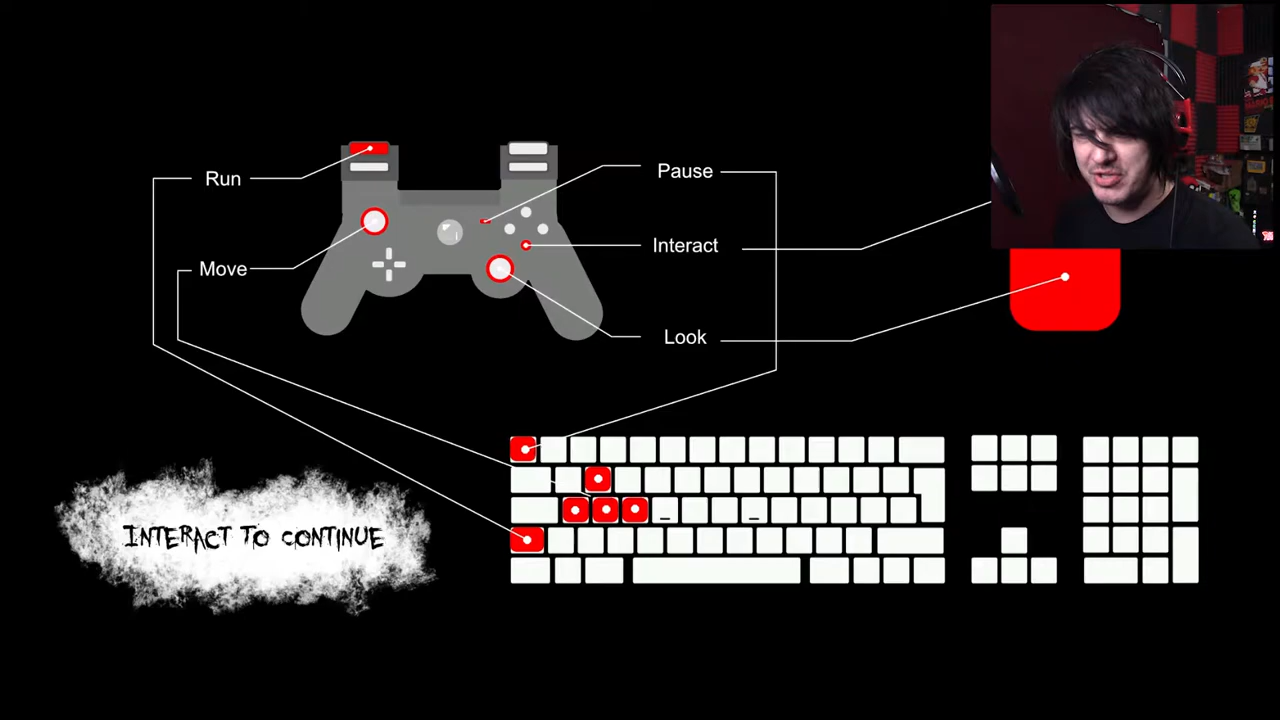 Run
Pause
Interact
Move
Look
INTERACT TO CONTINUE